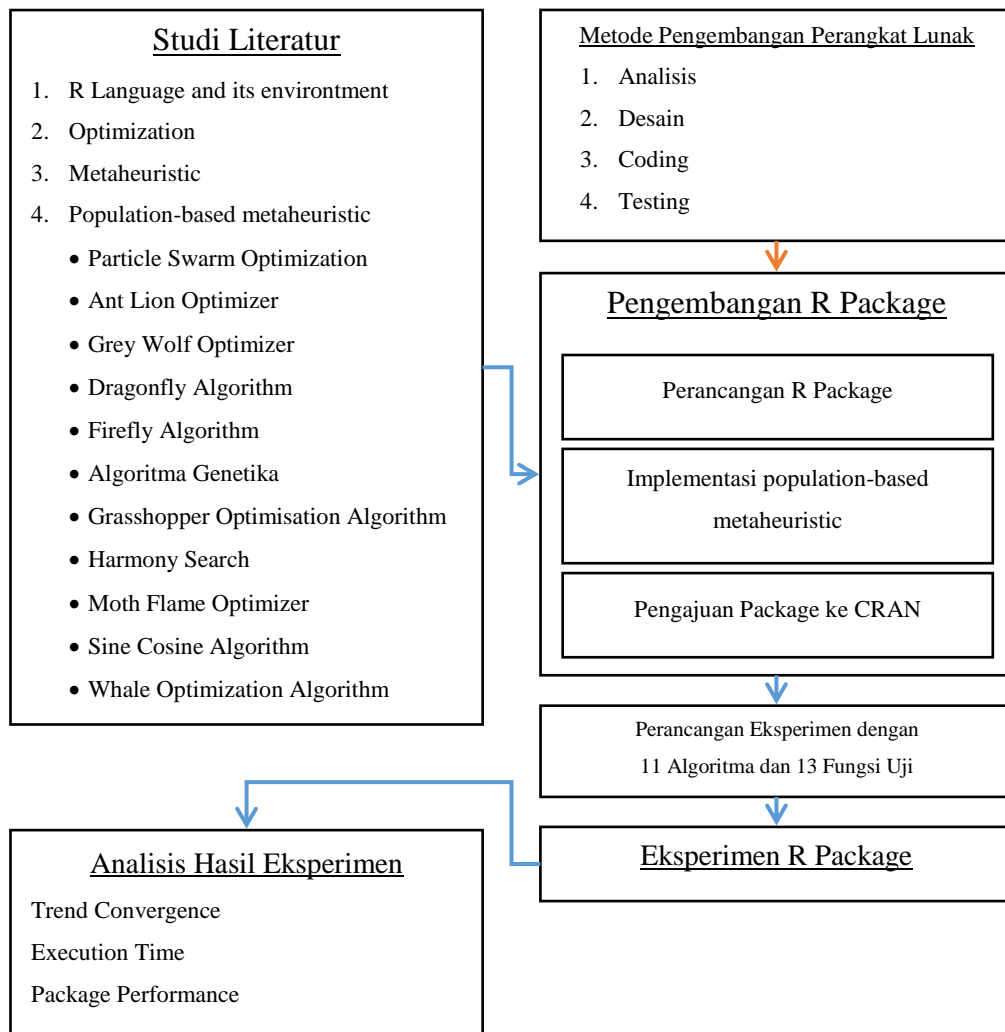 Studi Literatur
1. R Language and its environtment
2. Optimization
3. Metaheuristic
4. Population-based metaheuristic
• Particle Swarm Optimization
• Ant Lion Optimizer
• Grey Wolf Optimizer
• Dragonfly Algorithm
• Firefly Algorithm
• Algoritma Genetika
• Grasshopper Optimisation Algorithm
• Harmony Search
• Moth Flame Optimizer
• Sine Cosine Algorithm
• Whale Optimization Algorithm
Metode Pengembangan Perangkat Lunak
1. Analisis
2. Desain
3. Coding
4. Testing
Pengembangan R Package
Perancangan R Package
Implementasi population-based
metaheuristic
Pengajuan Package ke CRAN
Perancangan Eksperimen dengan
11 Algoritma dan 13 Fungsi Uji
Eksperimen R Package
Analisis Hasil Eksperimen
Trend Convergence
Execution Time
Package Performance